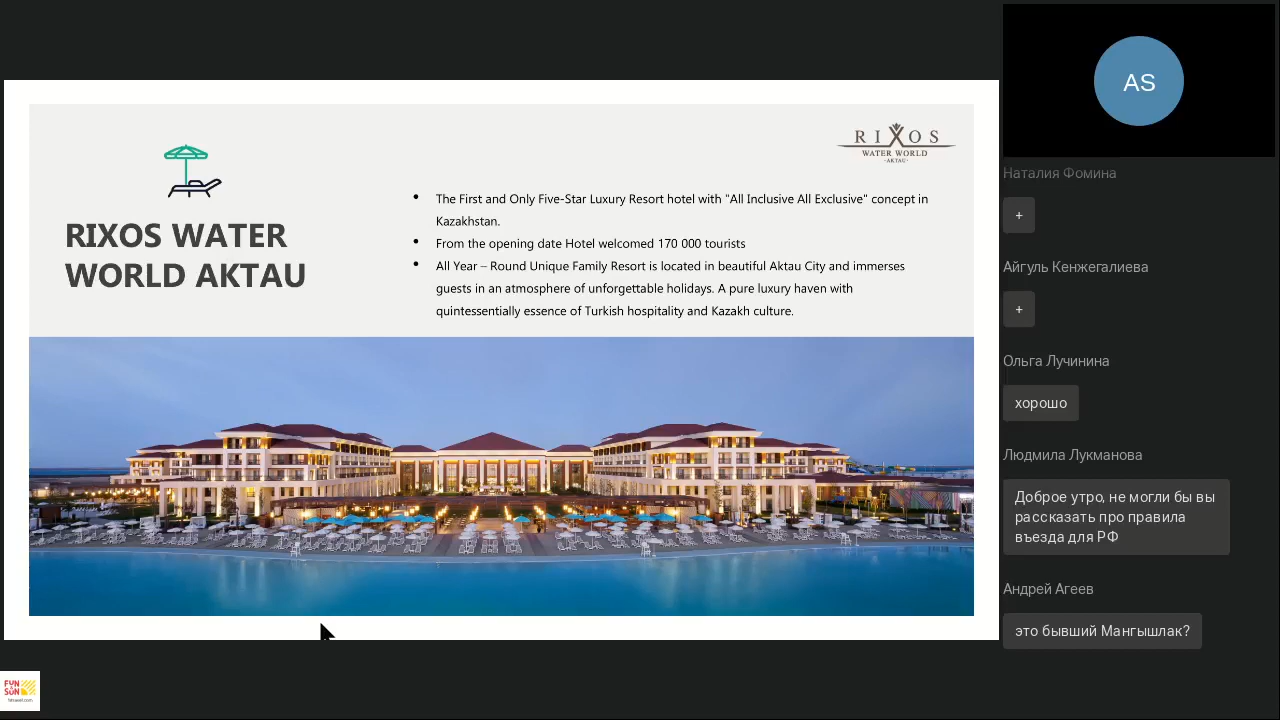 RIXOS
WATER WORLD
-AKTAU-
RIXOS WATER
WORLD AKTAU
• The First and Only Five-Star Luxury Resort hotel with "All Inclusive All Exclusive" concept in
Kazakhstan.
• From the opening date Hotel welcomed 170 000 tourists
• All Year – Round Unique Family Resort is located in beautiful Aktau City and immerses
guests in an atmosphere of unforgettable holidays. A pure luxury haven with
quintessentially essence of Turkish hospitality and Kazakh culture.
FUN
SUN
AS
Наталия Фомина
+
Айгуль Кенжегалиева
+
Ольга Лучинина
хорошо
Людмила Лукманова
Доброе утро, не могли бы вы
рассказать про правила
въезда для РФ
Андрей Агеев
это бывший Мангышлак?